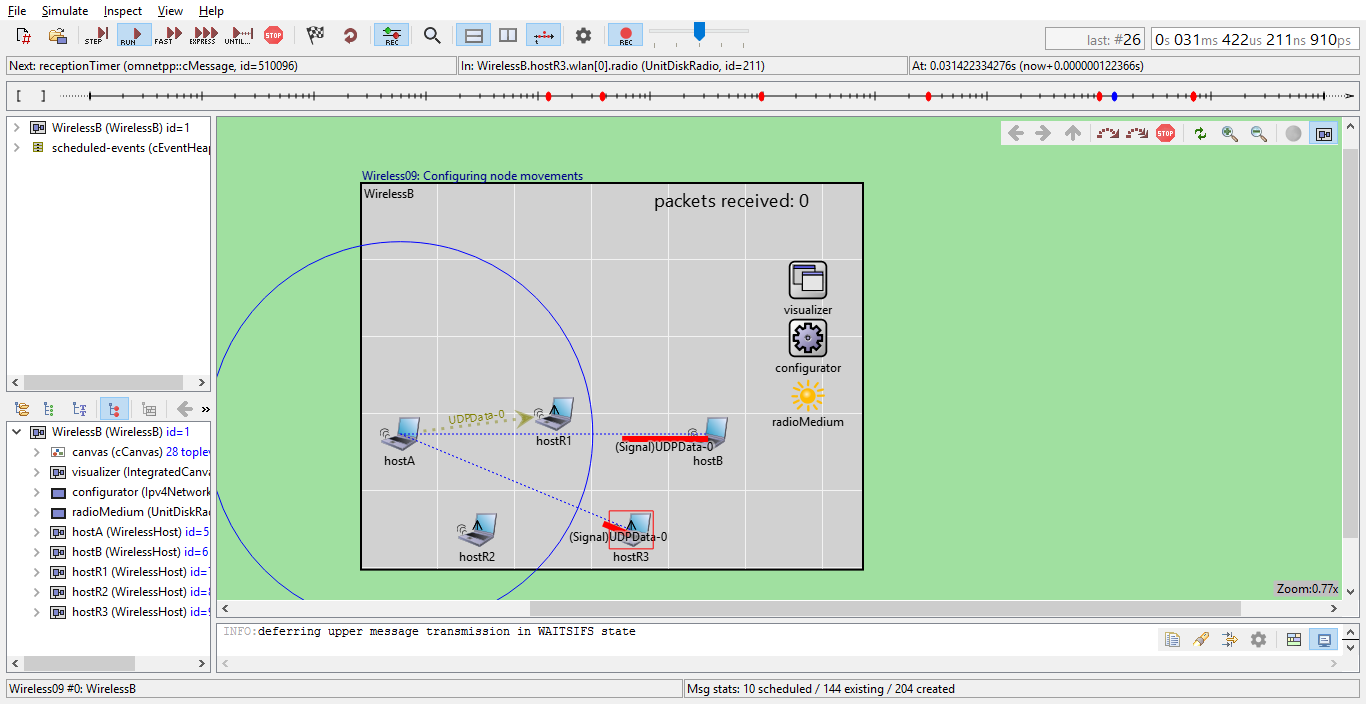 File Simulate Inspect View Help
STEP RUN FAST EXPRESS UNTIL... STOP REC REC
last: #26 0s 031ms 422us 211ns 910ps
Next: receptionTimer (omnetpp::cMessage, id=510096) In: WirelessB.hostR3.wlan[0].radio (UnitDiskRadio, id=211) At: 0.031422334276s (now+0.000000122366s)
[ ]
WirelessB (WirelessB) id=1
scheduled-events (cEventHeap
STOP
Wireless09: Configuring node movements
WirelessB
packets received: 0
visualizer
configurator
radioMedium
UDPData-0
hostA
hostR1
(Signal)UDPData-0
hostB
hostR2
(Signal)UDPData-0
hostR3
Zoom:0.77x
»
WirelessB (WirelessB) id=1
canvas (cCanvas) 28 toplev
visualizer (IntegratedCanva
configurator (Ipv4Network
radioMedium (UnitDiskRad
hostA (WirelessHost) id=5
hostB (WirelessHost) id=6
hostR1 (WirelessHost) id=
hostR2 (WirelessHost) id=
hostR3 (WirelessHost) id=
INFO:deferring upper message transmission in WAITSIFS state
Wireless09 #0: WirelessB
Msg stats: 10 scheduled / 144 existing / 204 created